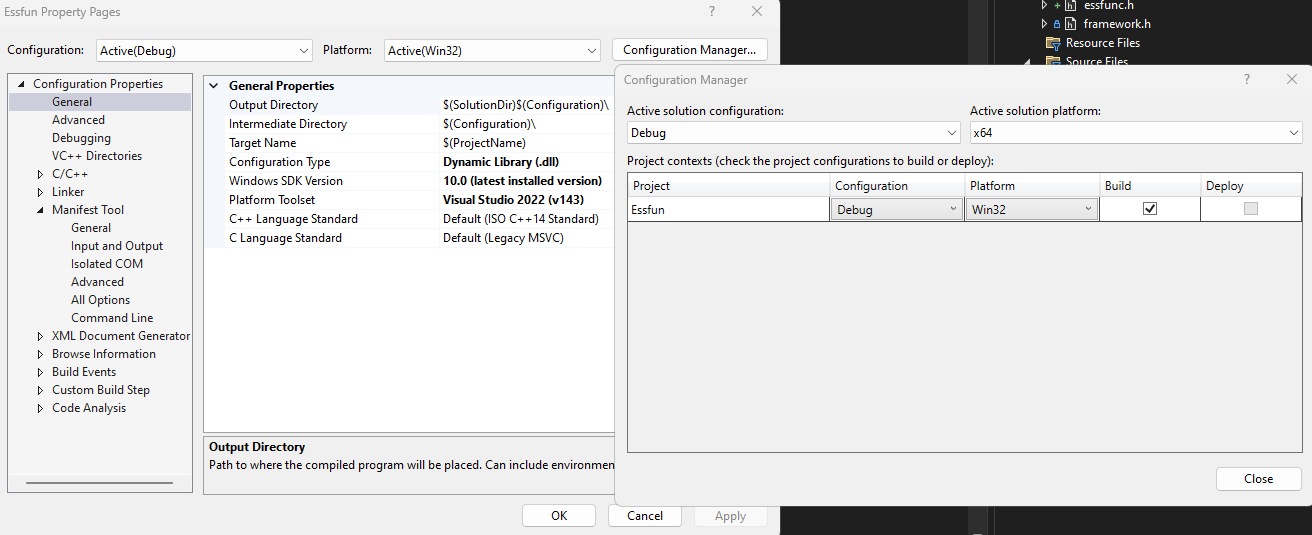 Essfun Property Pages
?
Configuration:
Active(Debug)
Platform:
Active(Win32)
Configuration Manager...
Configuration Properties
General
Advanced
Debugging
VC++ Directories
C/C++
Linker
Manifest Tool
General
Input and Output
Isolated COM
Advanced
All Options
Command Line
XML Document Generator
Browse Information
Build Events
Custom Build Step
Code Analysis
General Properties
Output Directory $(SolutionDir)$(Configuration)\
Intermediate Directory $(Configuration)\
Target Name $(ProjectName)
Configuration Type Dynamic Library (.dll)
Windows SDK Version 10.0 (latest installed version)
Platform Toolset Visual Studio 2022 (v143)
C++ Language Standard Default (ISO C++14 Standard)
C Language Standard Default (Legacy MSVC)
Output Directory
Path to where the compiled program will be placed. Can include environmen
OK
Cancel
Apply
essfunc.h
framework.h
Resource Files
Source Files
Configuration Manager
?
Active solution configuration:
Active solution platform:
Debug
x64
Project contexts (check the project configurations to build or deploy):
Project Configuration Platform Build Deploy
Essfun Debug Win32
Close